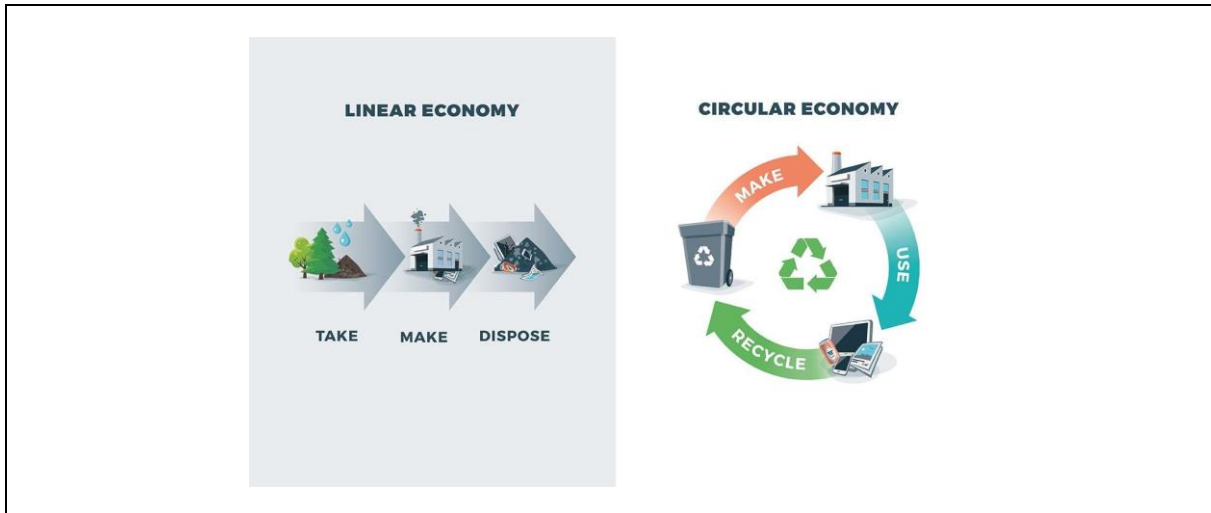 LINEAR ECONOMY
TAKE
MAKE
DISPOSE
CIRCULAR ECONOMY
MAKE
USE
RECYCLE